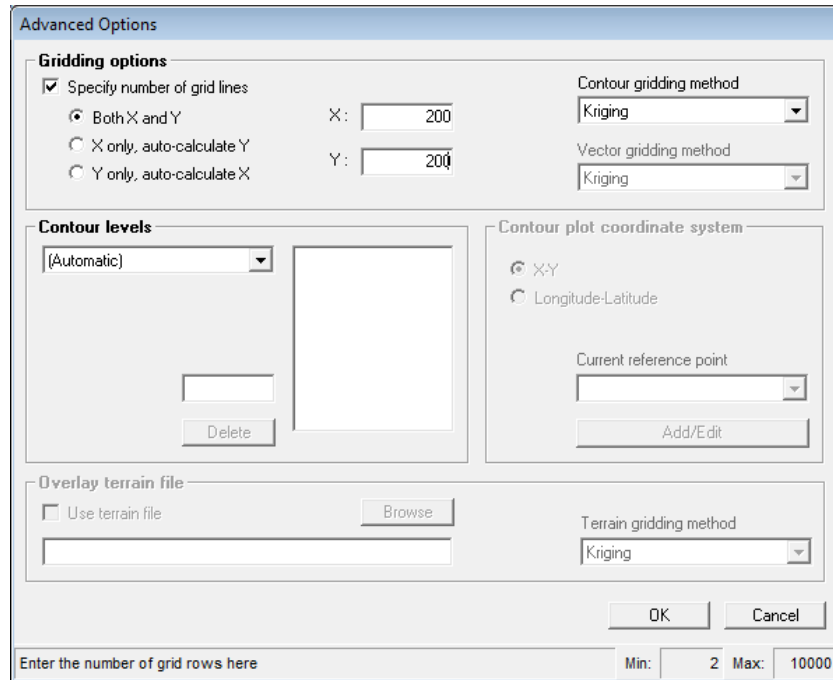 Advanced Options
Gridding options
Specify number of grid lines
Both X and Y
X only, auto-calculate Y
Y only, auto-calculate X
X: 200
Y: 200
Contour gridding method
Kriging
Vector gridding method
Kriging
Contour levels
(Automatic)
Delete
Contour plot coordinate system
X-Y
Longitude-Latitude
Current reference point
Add/Edit
Overlay terrain file
Use terrain file
Browse
Terrain gridding method
Kriging
OK Cancel
Enter the number of grid rows here Min: 2 Max: 10000